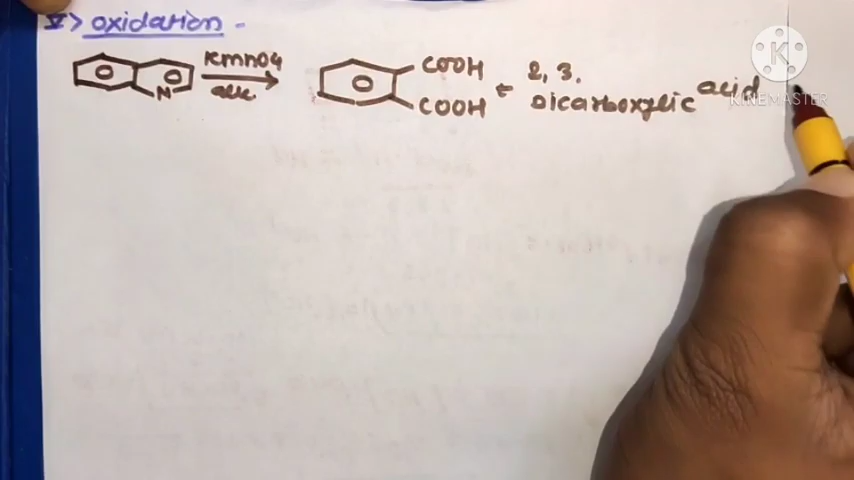 V> oxidation -
N KmnO4 alk COOH COOH 2, 3.
Dicarboxylic acid
KINEMASTER